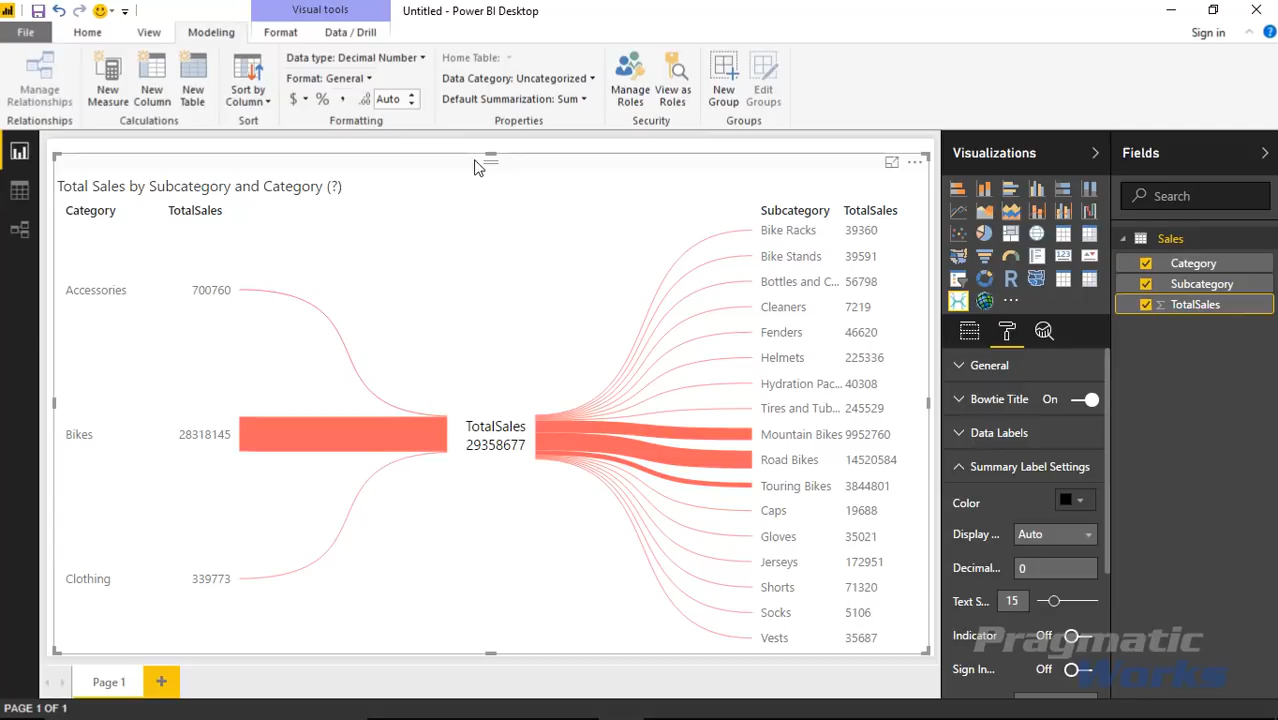 Visual tools
Untitled - Power BI Desktop
File Home View Modeling Format Data / Drill Sign in
Manage Relationships
New Measure
New Column
New Table
Sort by Column
Data type: Decimal Number
Format: General
$ % , Auto
Home Table:
Data Category: Uncategorized
Default Summarization: Sum
Manage Roles
View as Roles
New Group
Edit Groups
Relationships Calculations Sort Formatting Properties Security Groups
Total Sales by Subcategory and Category (?)
Category TotalSales
Accessories 700760
Bikes 28318145
Clothing 339773
TotalSales
29358677
Subcategory TotalSales
Bike Racks 39360
Bike Stands 39591
Bottles and C... 56798
Cleaners 7219
Fenders 46620
Helmets 225336
Hydration Pac... 40308
Tires and Tub... 245529
Mountain Bikes 9952760
Road Bikes 14520584
Touring Bikes 3844801
Caps 19688
Gloves 35021
Jerseys 172951
Shorts 71320
Socks 5106
Vests 35687
Visualizations
R
General
Bowtie Title On
Data Labels
Summary Label Settings
Color
Display ... Auto
Decimal... 0
Text S... 15
Indicator Off
Sign In... Off
Fields
Search
Sales
Category
Subcategory
Σ TotalSales
Pragmatic
Works
Page 1
PAGE 1 OF 1